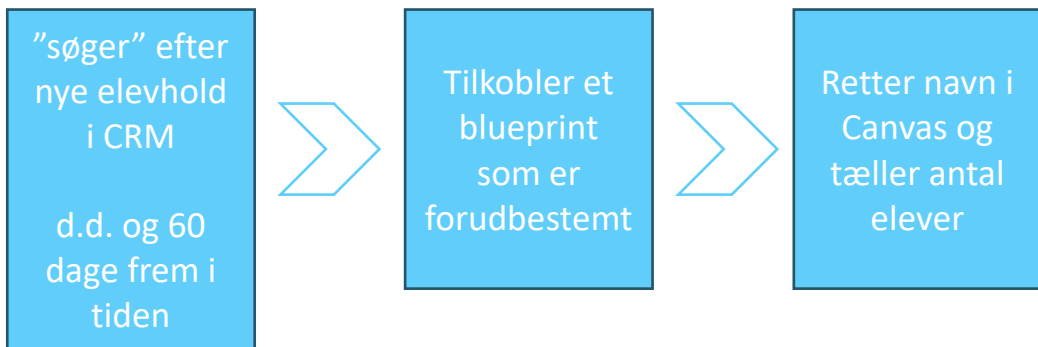 ”søger” efter
nye elevhold
i CRM
d.d. og 60
dage frem i
tiden
Tilkobler et
blueprint
som er
forudbestemt
Retter navn i
Canvas og
tæller antal
elever